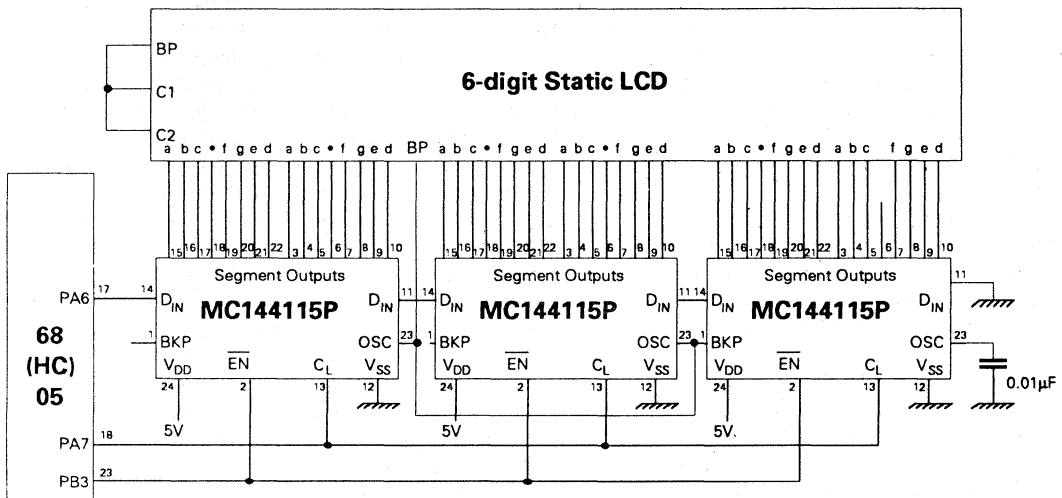 BP
6-digit Static LCD
C1
C2
a b c • f g e d a b c • f g e d BP a b c • f g e d a b c • f g e d a b c • f g e d a b c f g e d
15 16 17 18 19 20 21 22 3 4 5 6 7 8 9 10 15 16 17 18 19 20 21 22 3 4 5 6 7 8 9 10 15 16 17 18 19 20 21 22 3 4 5 6 7 8 9 10
Segment Outputs Segment Outputs Segment Outputs
PA6 17 14 DIN MC144115P DIN 11 14 DIN MC144115P DIN 11 14 DIN MC144115P DIN 11
68
(HC)
05
1 BKP OSC 23 1 BKP OSC 23 1 BKP OSC 23
VDD EN CL VSS VDD EN CL VSS VDD EN CL VSS
24 2 13 12 24 2 13 12 24 2 13 12
0.01µF
5V 5V 5V
PA7 18
PB3 23